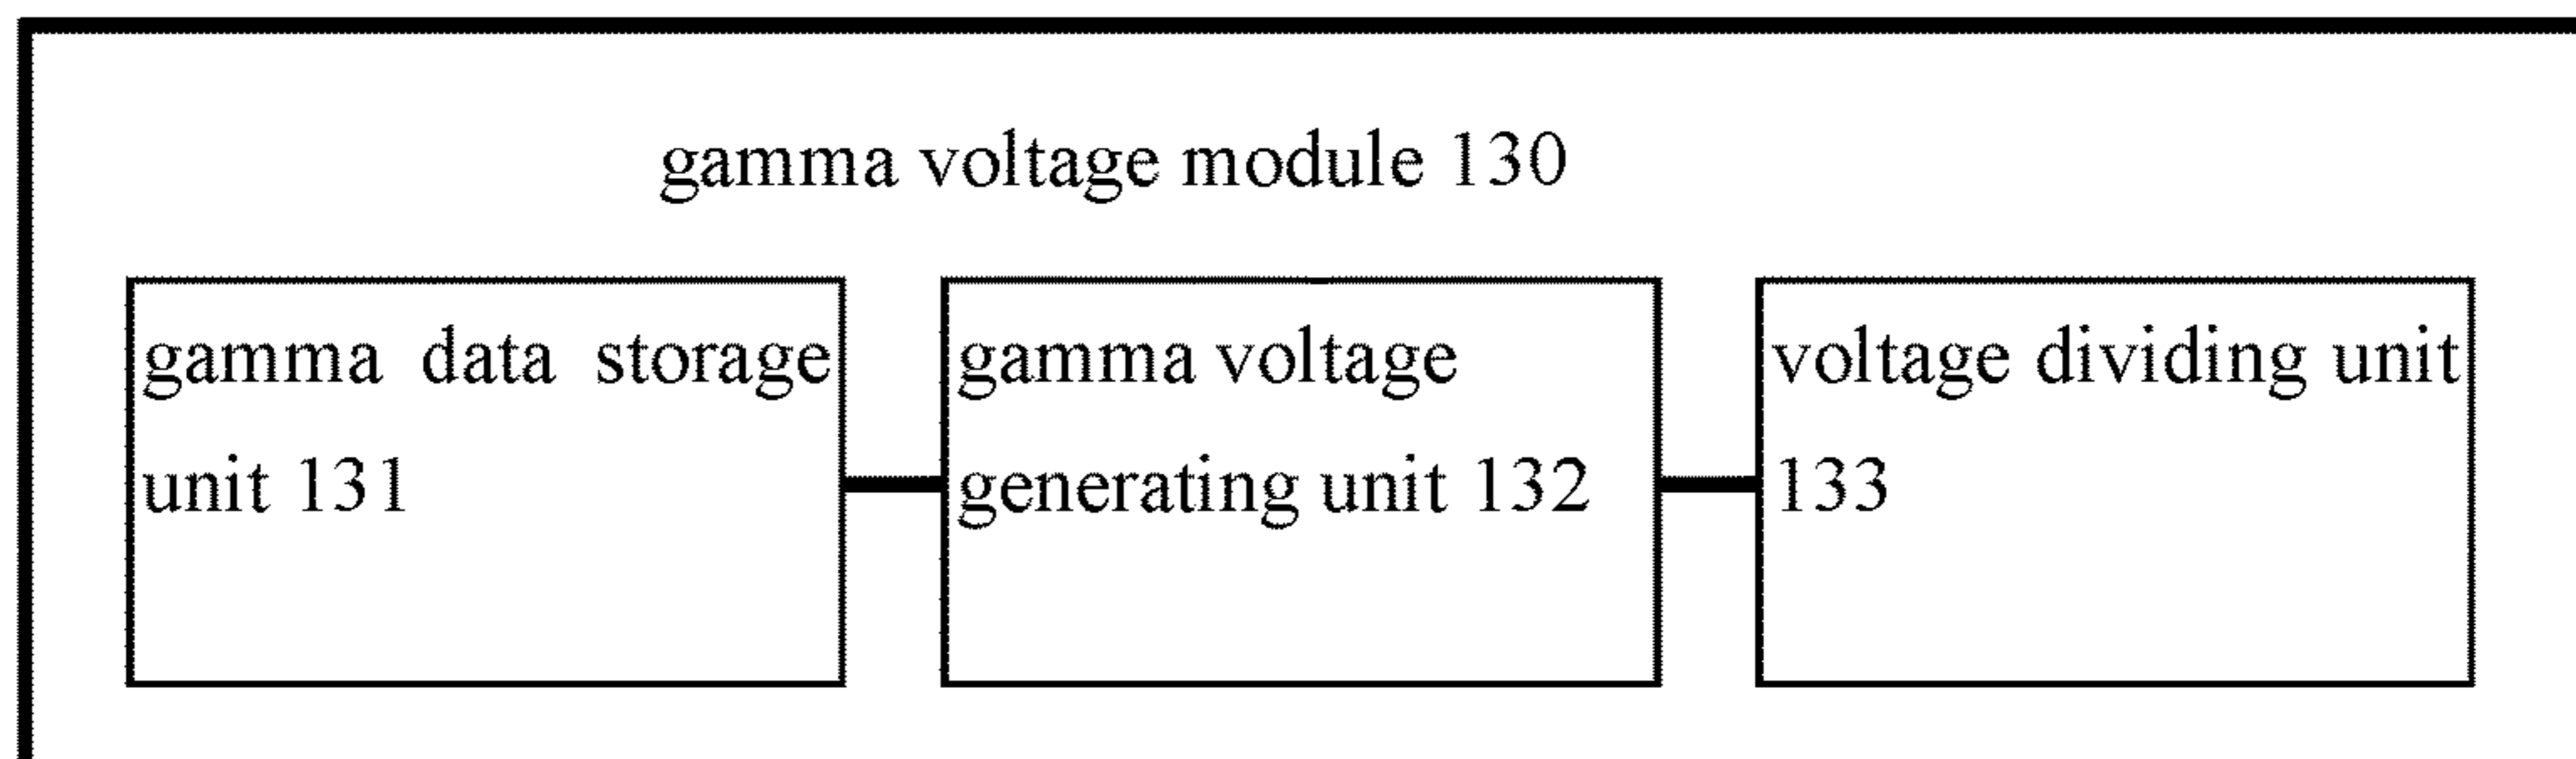 gamma voltage module 130
gamma data storage
unit 131
gamma voltage
generating unit 132
voltage dividing unit
133